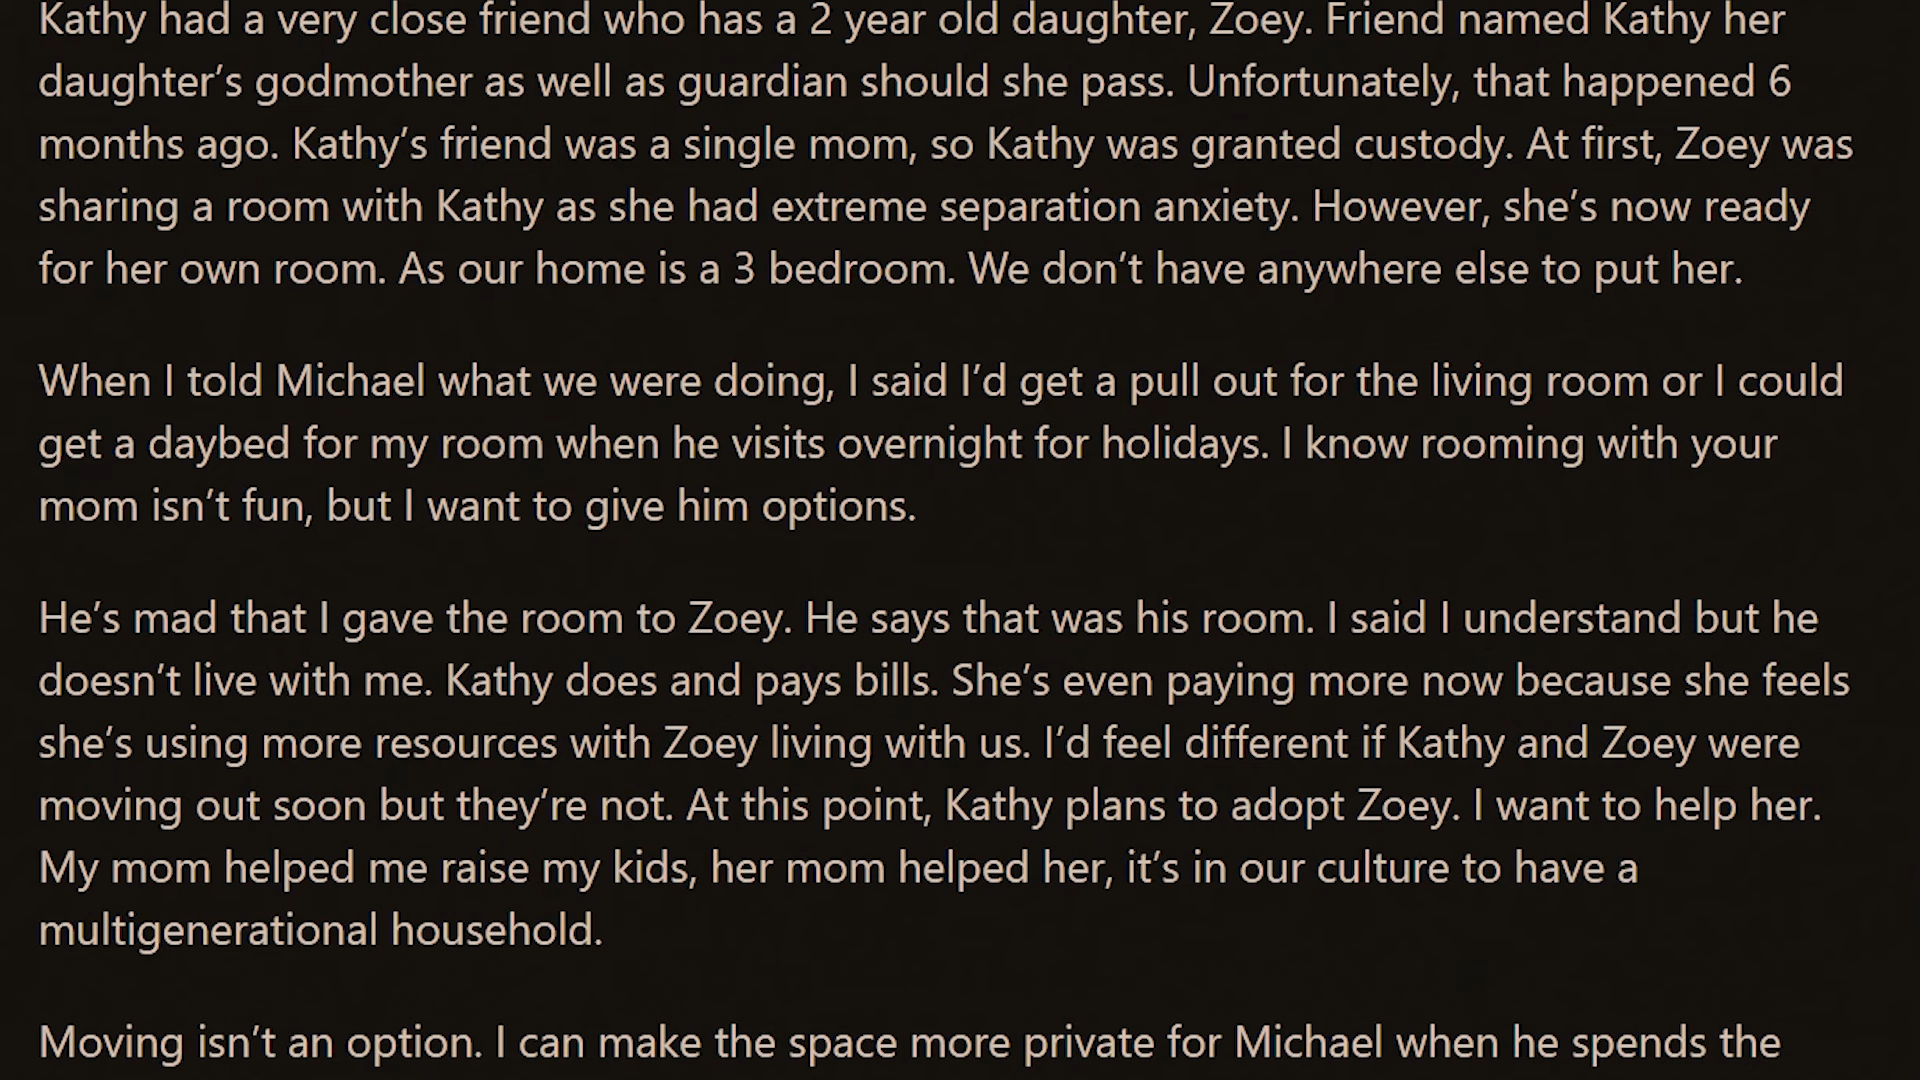 Kathy had a very close friend who has a 2 year old daughter, Zoey. Friend named Kathy her
daughter’s godmother as well as guardian should she pass. Unfortunately, that happened 6
months ago. Kathy’s friend was a single mom, so Kathy was granted custody. At first, Zoey was
sharing a room with Kathy as she had extreme separation anxiety. However, she’s now ready
for her own room. As our home is a 3 bedroom. We don’t have anywhere else to put her.
When I told Michael what we were doing, I said I’d get a pull out for the living room or I could
get a daybed for my room when he visits overnight for holidays. I know rooming with your
mom isn’t fun, but I want to give him options.
He’s mad that I gave the room to Zoey. He says that was his room. I said I understand but he
doesn’t live with me. Kathy does and pays bills. She’s even paying more now because she feels
she’s using more resources with Zoey living with us. I’d feel different if Kathy and Zoey were
moving out soon but they’re not. At this point, Kathy plans to adopt Zoey. I want to help her.
My mom helped me raise my kids, her mom helped her, it’s in our culture to have a
multigenerational household.
Moving isn’t an option. I can make the space more private for Michael when he spends the